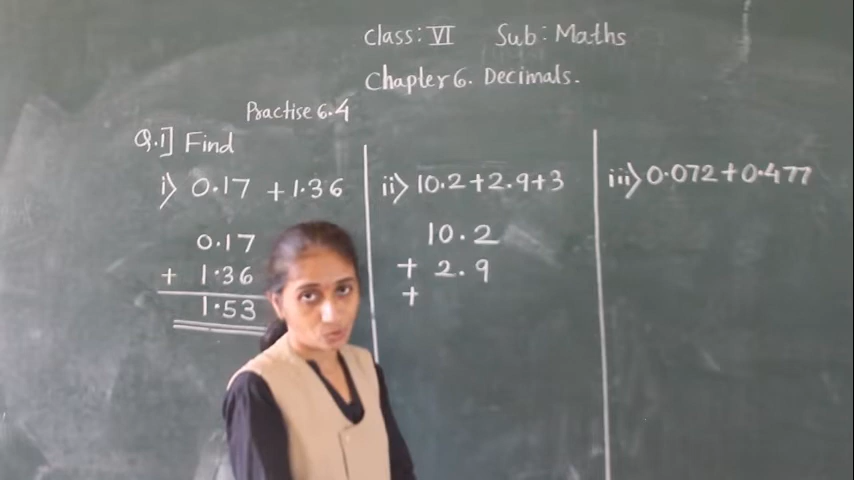 Class: VI Sub: Maths
Chapter 6. Decimals.
Practise 6.4
Q.1] Find
i) 0.17 + 1.36
0.17
+ 1.36
1.53
ii) 10.2+2.9+3
10.2
+ 2.9
+
iii) 0.072+0.477